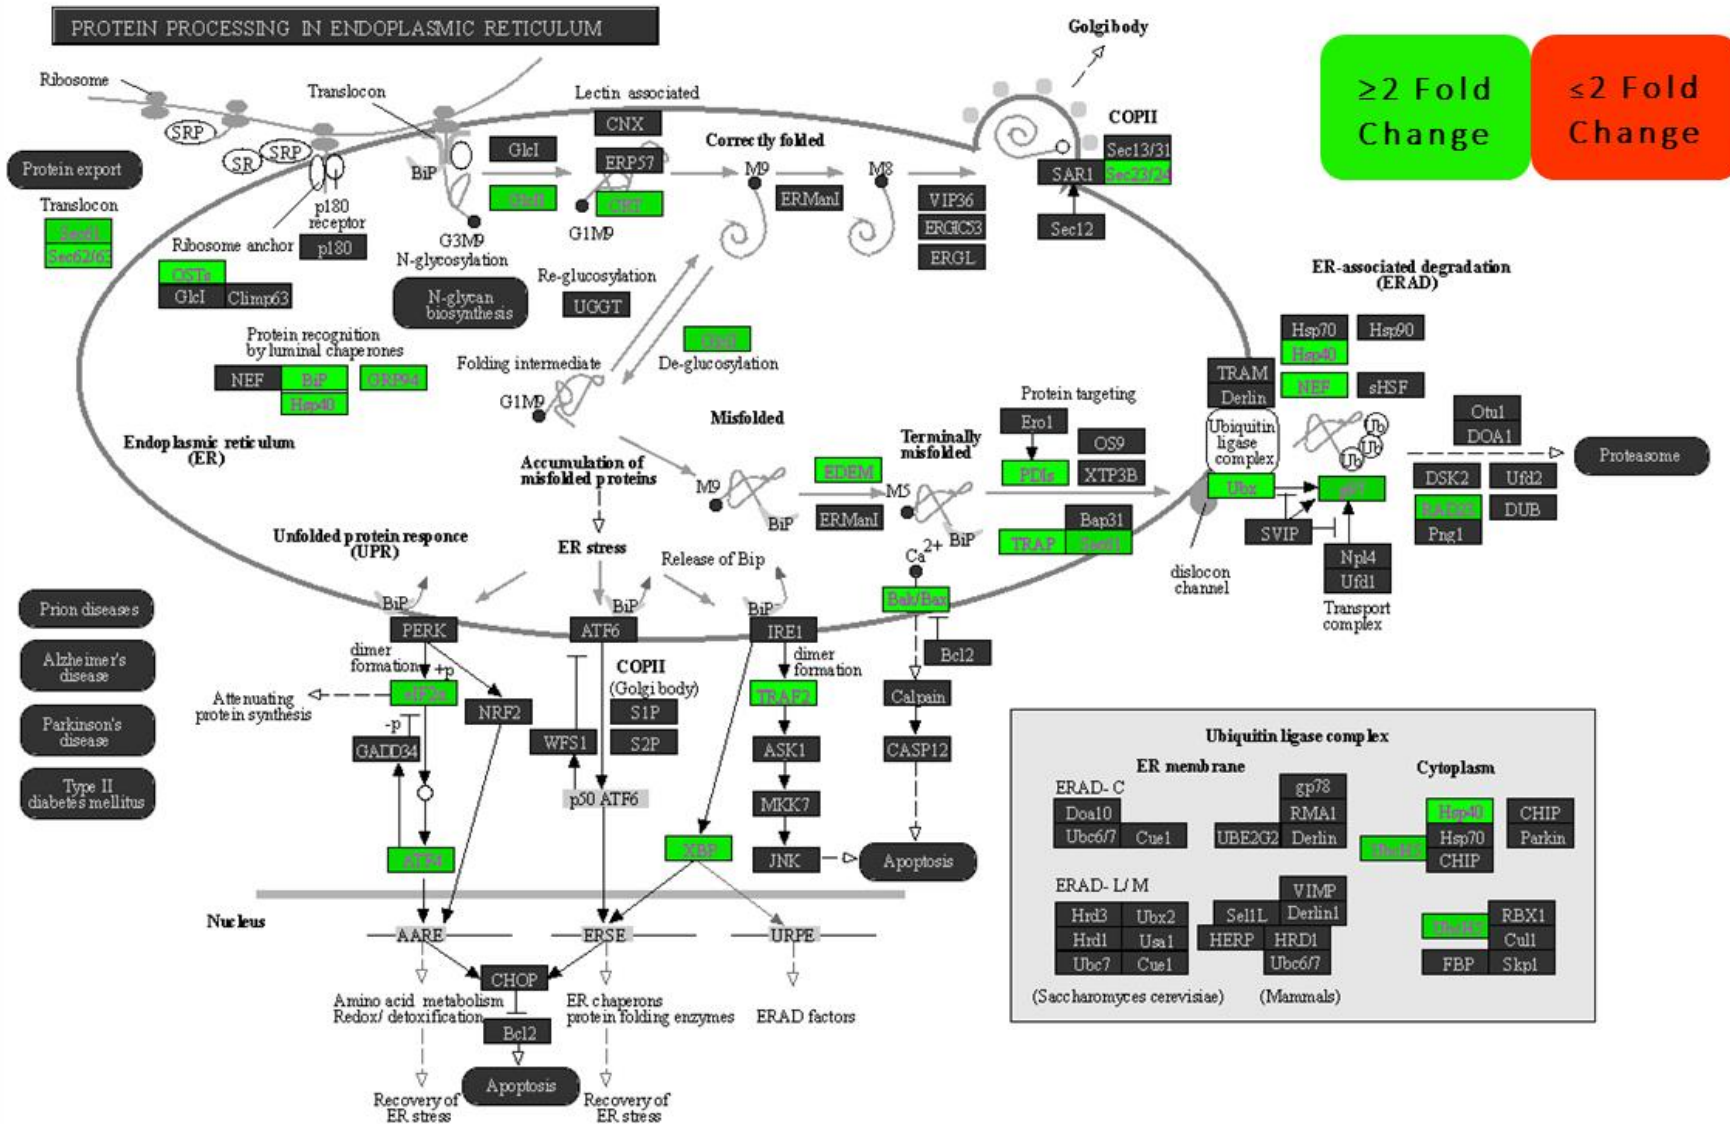 PROTEIN PROCESSING IN ENDOPLASMIC RETICULUM
Golgi body
≥2 Fold
Change
≤2 Fold
Change
Ribosome
Translocon
Lectin associated
COPII
SRP
SR
SRP
BiP
CNX
GlcI
ERP57
GlcII
CRT
G1M9
G3M9
Correctly folded
M9
M8
ERManI
VIP36
ERGIC53
ERGL
Sec13/31
SAR1
Sec23/24
Sec12
Protein export
Translocon
Sec61
Sec62/63
p180
receptor
p180
Ribosome anchor
OSTs
GlcI
Climp63
N-glycosylation
N-glycan
biosynthesis
Re-glucosylation
UGGT
ER-associated degradation
(ERAD)
Protein recognition
by luminal chaperones
NEF
BiP
GRP94
Hsp40
Folding intermediate
G1M9
GlcII
De-glucosylation
Endoplasmic reticulum
(ER)
Misfolded
Accumulation of
misfolded proteins
M9
BiP
EDEM
ERManI
M5
BiP
Terminally
misfolded
Protein targeting
Ero1
PDIs
OS9
XTP3B
Bap31
TRAP
Sec61
TRAM
Derlin
Ubiquitin
ligase
complex
Ubx
p97
SVIP
Npl4
Ufd1
Transport
complex
dislocon
channel
Hsp70
Hsp90
Hsp40
NEF
sHSF
Ub
Ub
Ub
Otu1
DOA1
DSK2
Ufd2
RAD23
DUB
Png1
Proteasome
Unfolded protein responce
(UPR)
ER stress
Release of Bip
Ca2+
Bak/Bax
Bcl2
Calpain
CASP12
Apoptosis
Prion diseases
Alzheimer's
disease
Parkinson's
disease
Type II
diabetes mellitus
BiP
PERK
dimer
formation
+p
eIF2α
Attenuating
protein synthesis
-p
GADD34
NRF2
ATF4
BiP
ATF6
COPII
(Golgi body)
S1P
S2P
WFS1
p50 ATF6
BiP
IRE1
dimer
formation
TRAF2
ASK1
MKK7
JNK
XBP
Nucleus
AARE
ERSE
URPE
CHOP
Bcl2
Apoptosis
Amino acid metabolism
Redox/ detoxification
ER chaperons
protein folding enzymes
ERAD factors
Recovery of
ER stress
Recovery of
ER stress
Ubiquitin ligase complex
ER membrane
Cytoplasm
ERAD- C
Doa10
Ubc6/7
Cue1
gp78
RMA1
UBE2G2
Derlin
Hsp40
Hsp70
CHIP
CHIP
Parkin
ERAD- L/ M
Hrd3
Ubx2
Hrd1
Usa1
Ubc7
Cue1
VIMP
Sel1L
Derlin1
HERP
HRD1
Ubc6/7
RBX1
Cul1
FBP
Skp1
(Saccharomyces cerevisiae)
(Mammals)